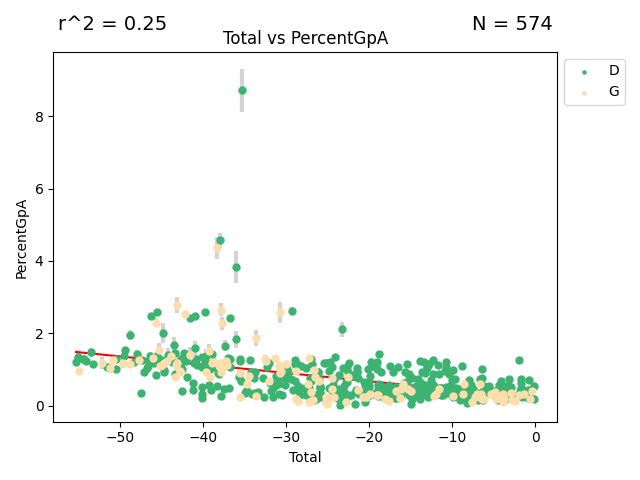 r^2 = 0.25
N = 574
Total vs PercentGpA
D
G
8
6
4
2
0
PercentGpA
−50
−40
−30
−20
−10
0
Total